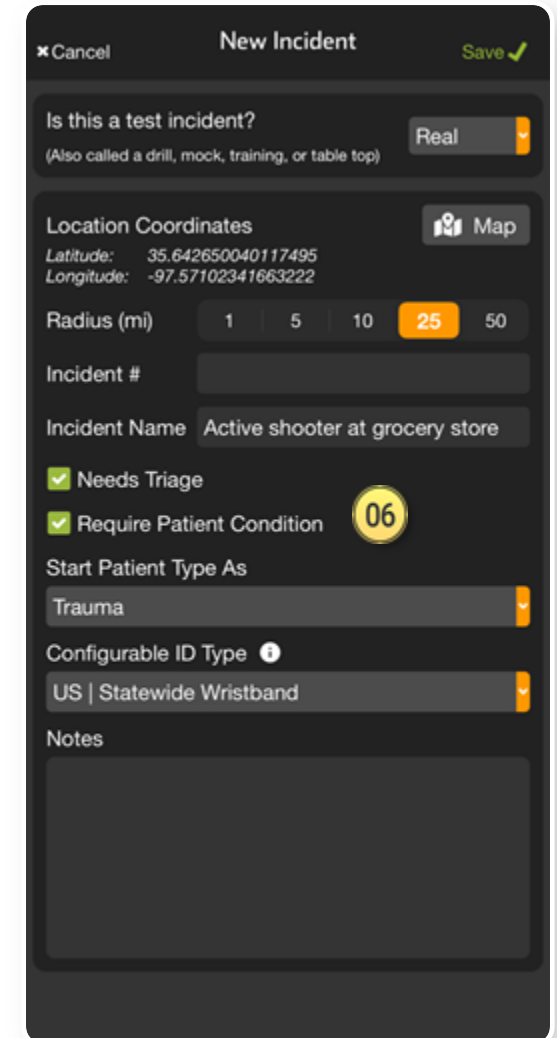 ✖Cancel New Incident Save✔
Is this a test incident? Real
(Also called a drill, mock, training, or table top)
Location Coordinates Map
Latitude: 35.642650040117495
Longitude: -97.57102341663222
Radius (mi) 1 5 10 25 50
Incident #
Incident Name Active shooter at grocery store
Needs Triage
Require Patient Condition 06
Start Patient Type As
Trauma
Configurable ID Type
US | Statewide Wristband
Notes